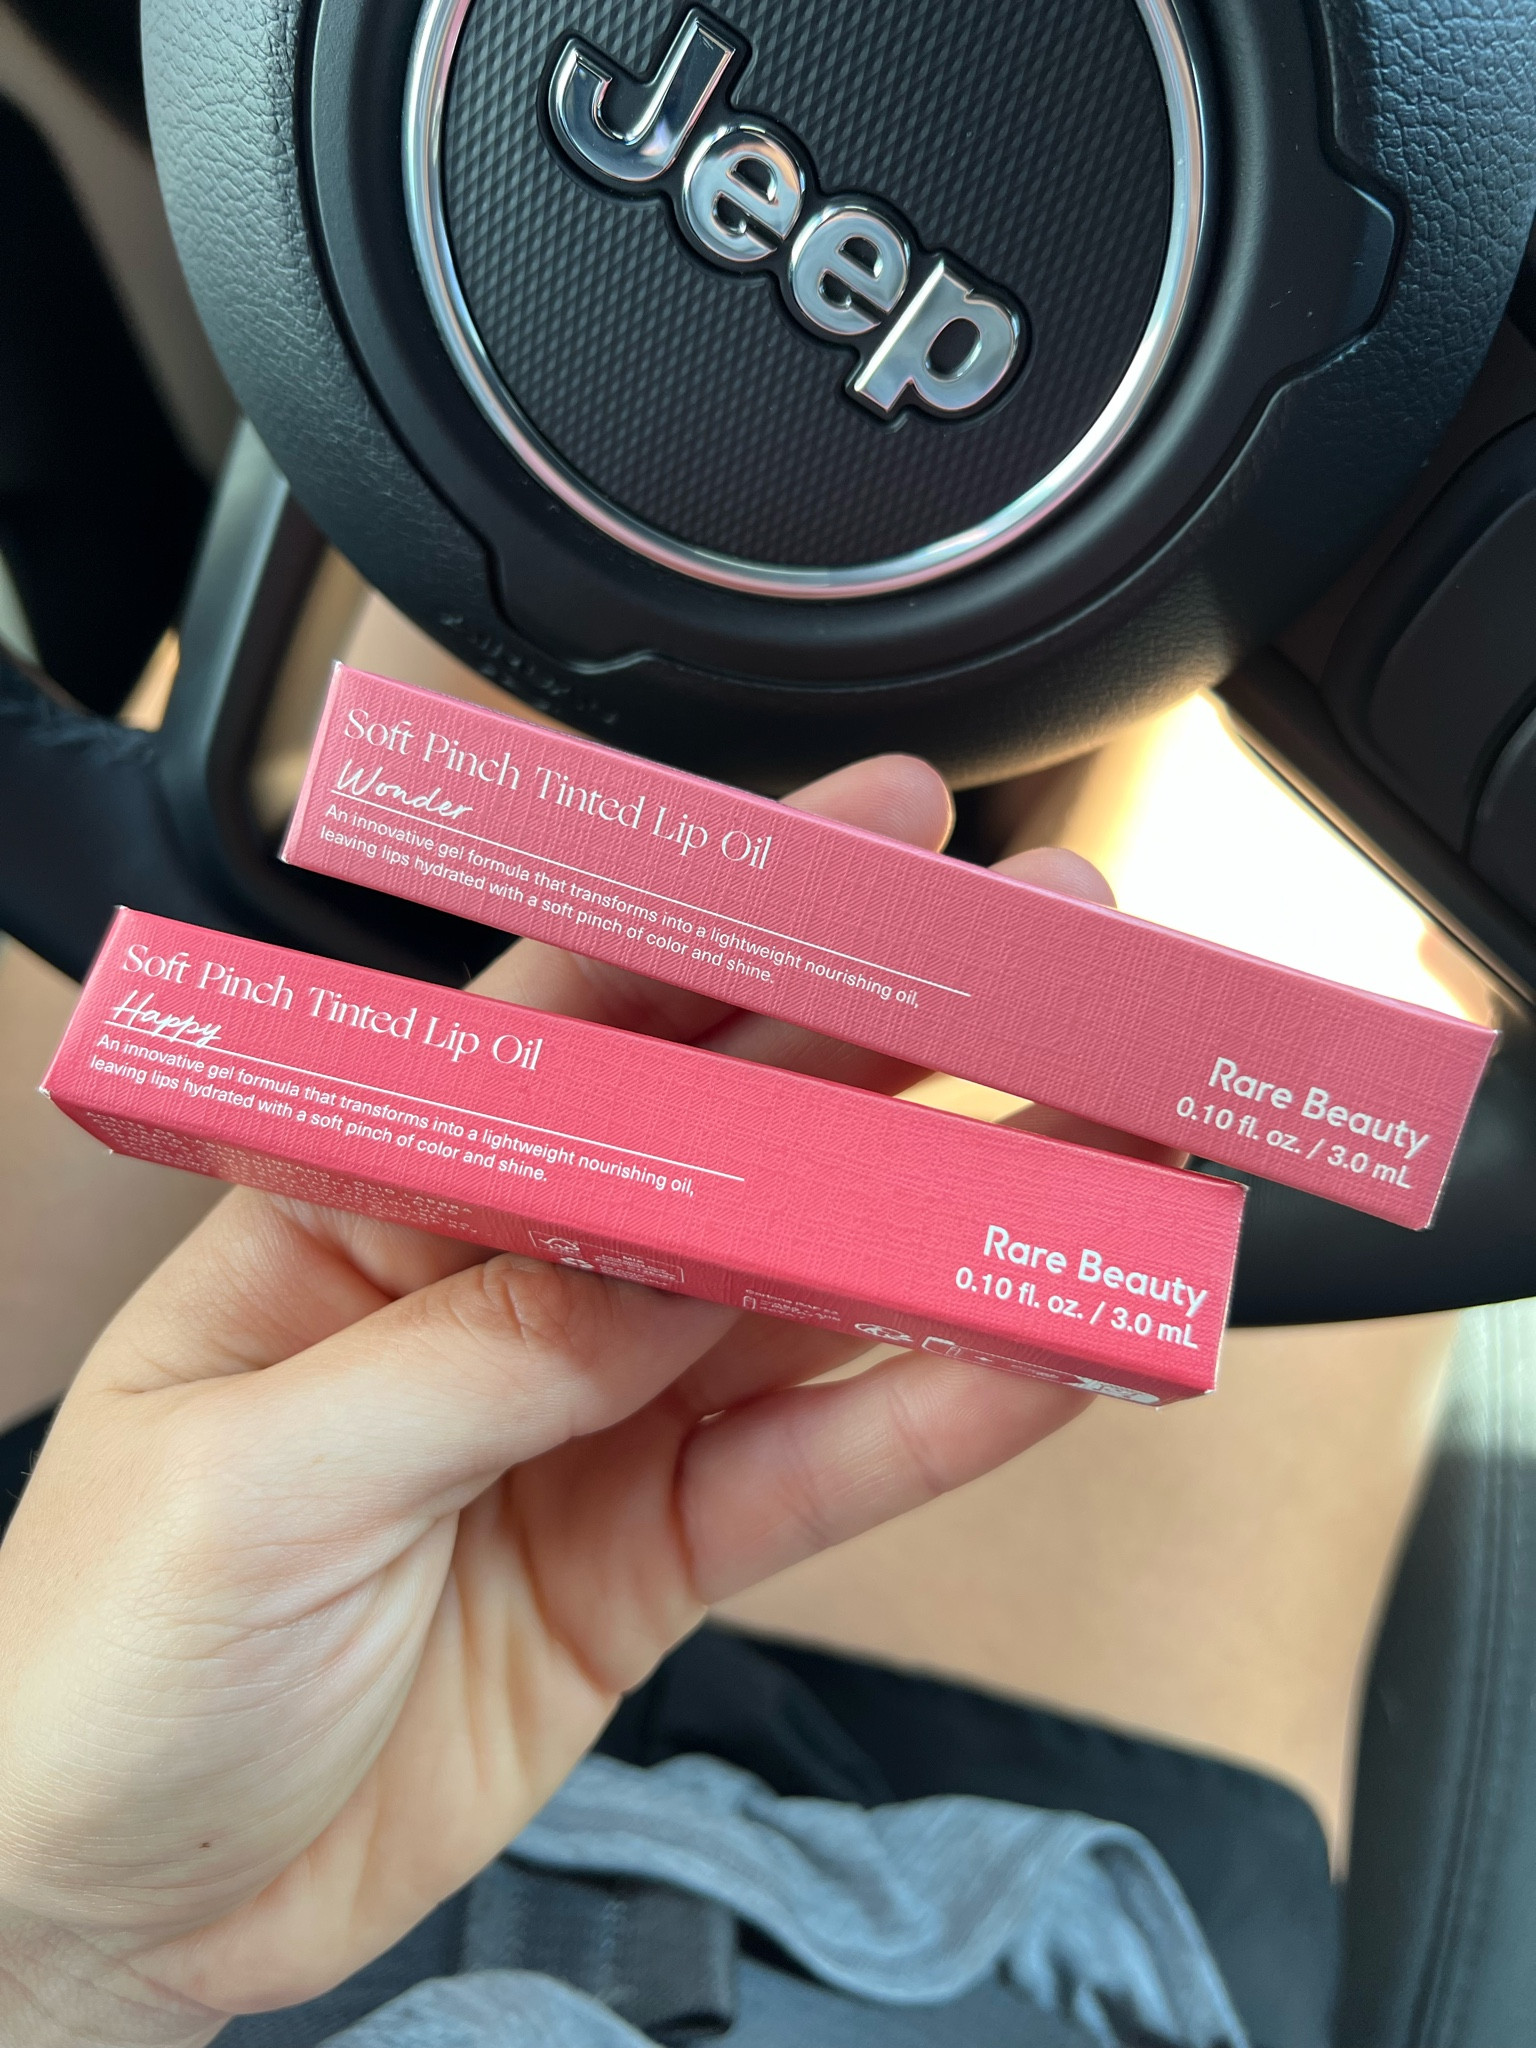 Jeep
Soft Pinch Tinted Lip Oil
Wonder
An innovative gel formula that transforms into a lightweight nourishing oil,
leaving lips hydrated with a soft pinch of color and shine.
Rare Beauty
0.10 fl. oz. / 3.0 mL
Soft Pinch Tinted Lip Oil
Happy
An innovative gel formula that transforms into a lightweight nourishing oil,
leaving lips hydrated with a soft pinch of color and shine.
Rare Beauty
0.10 fl. oz. / 3.0 mL